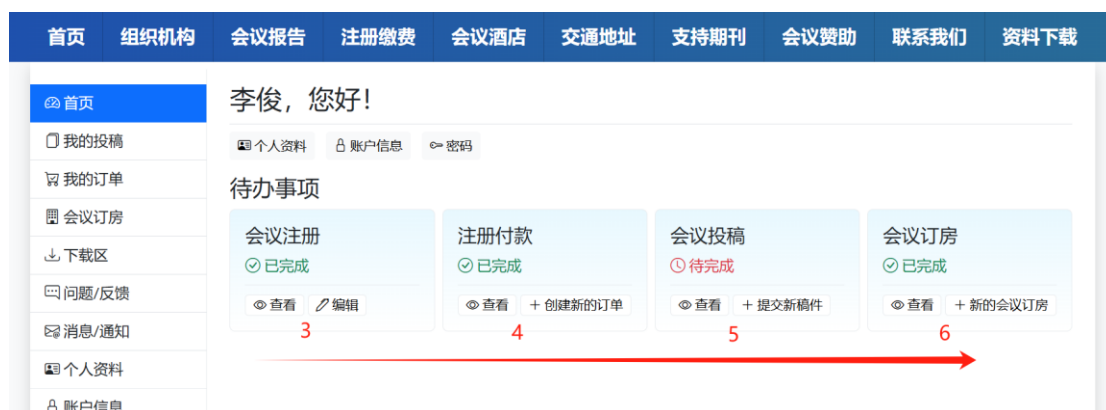 首页 组织机构 会议报告 注册缴费 会议酒店 交通地址 支持期刊 会议赞助 联系我们 资料下载
首页
我的投稿
我的订单
会议订房
下载区
问题/反馈
消息/通知
个人资料
账户信息
李俊，您好！
个人资料 账户信息 密码
待办事项
会议注册
已完成
查看 编辑
3
注册付款
已完成
查看 + 创建新的订单
4
会议投稿
待完成
查看 + 提交新稿件
5
会议订房
已完成
查看 + 新的会议订房
6